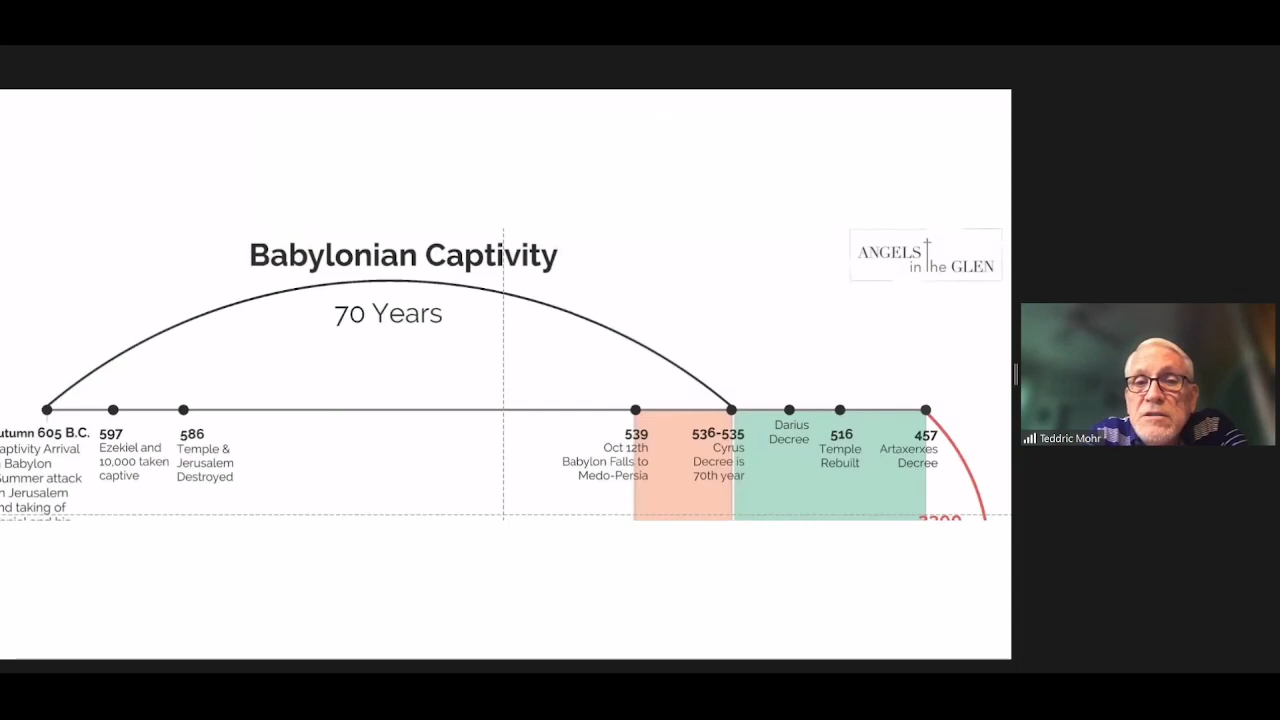 Babylonian Captivity
70 Years
ANGELS
in the GLEN
utumn 605 B.C.
aptivity Arrival
Babylon
ummer attack
Jerusalem
nd taking of
597
Ezekiel and
10,000 taken
captive
586
Temple &
Jerusalem
Destroyed
539
Oct 12th
Babylon Falls to
Medo-Persia
536-535
Cyrus
Decree is
70th year
Darius
Decree
516
Temple
Rebuilt
457
Artaxerxes
Decree
Teddric Mohr